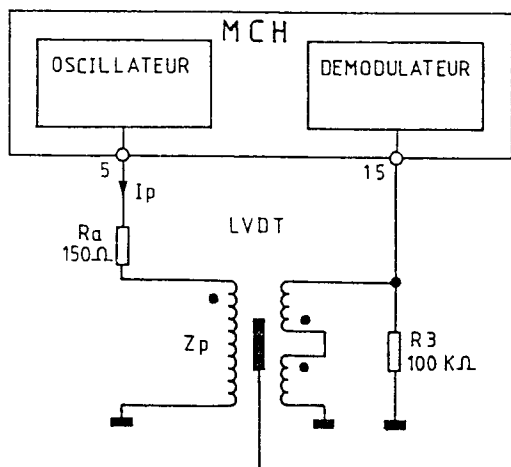 MCH
OSCILLATEUR
DEMODULATEUR
5
15
Ip
Ra
150Ω
LVDT
Zp
R3
100 KΩ